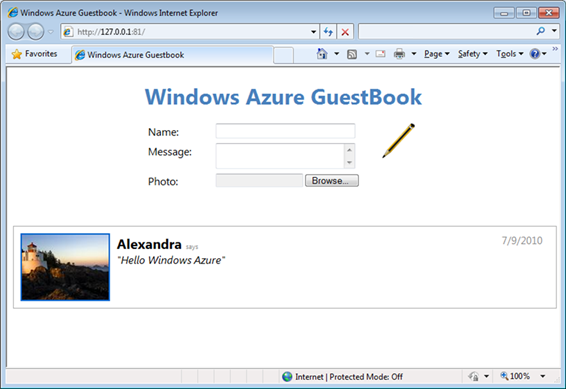 Windows Azure Guestbook - Windows Internet Explorer
http://127.0.0.1:81/
Favorites Windows Azure Guestbook Page Safety Tools
Windows Azure GuestBook
Name:
Message:
Photo: Browse...
Alexandra says 7/9/2010
"Hello Windows Azure"
Internet | Protected Mode: Off 100%